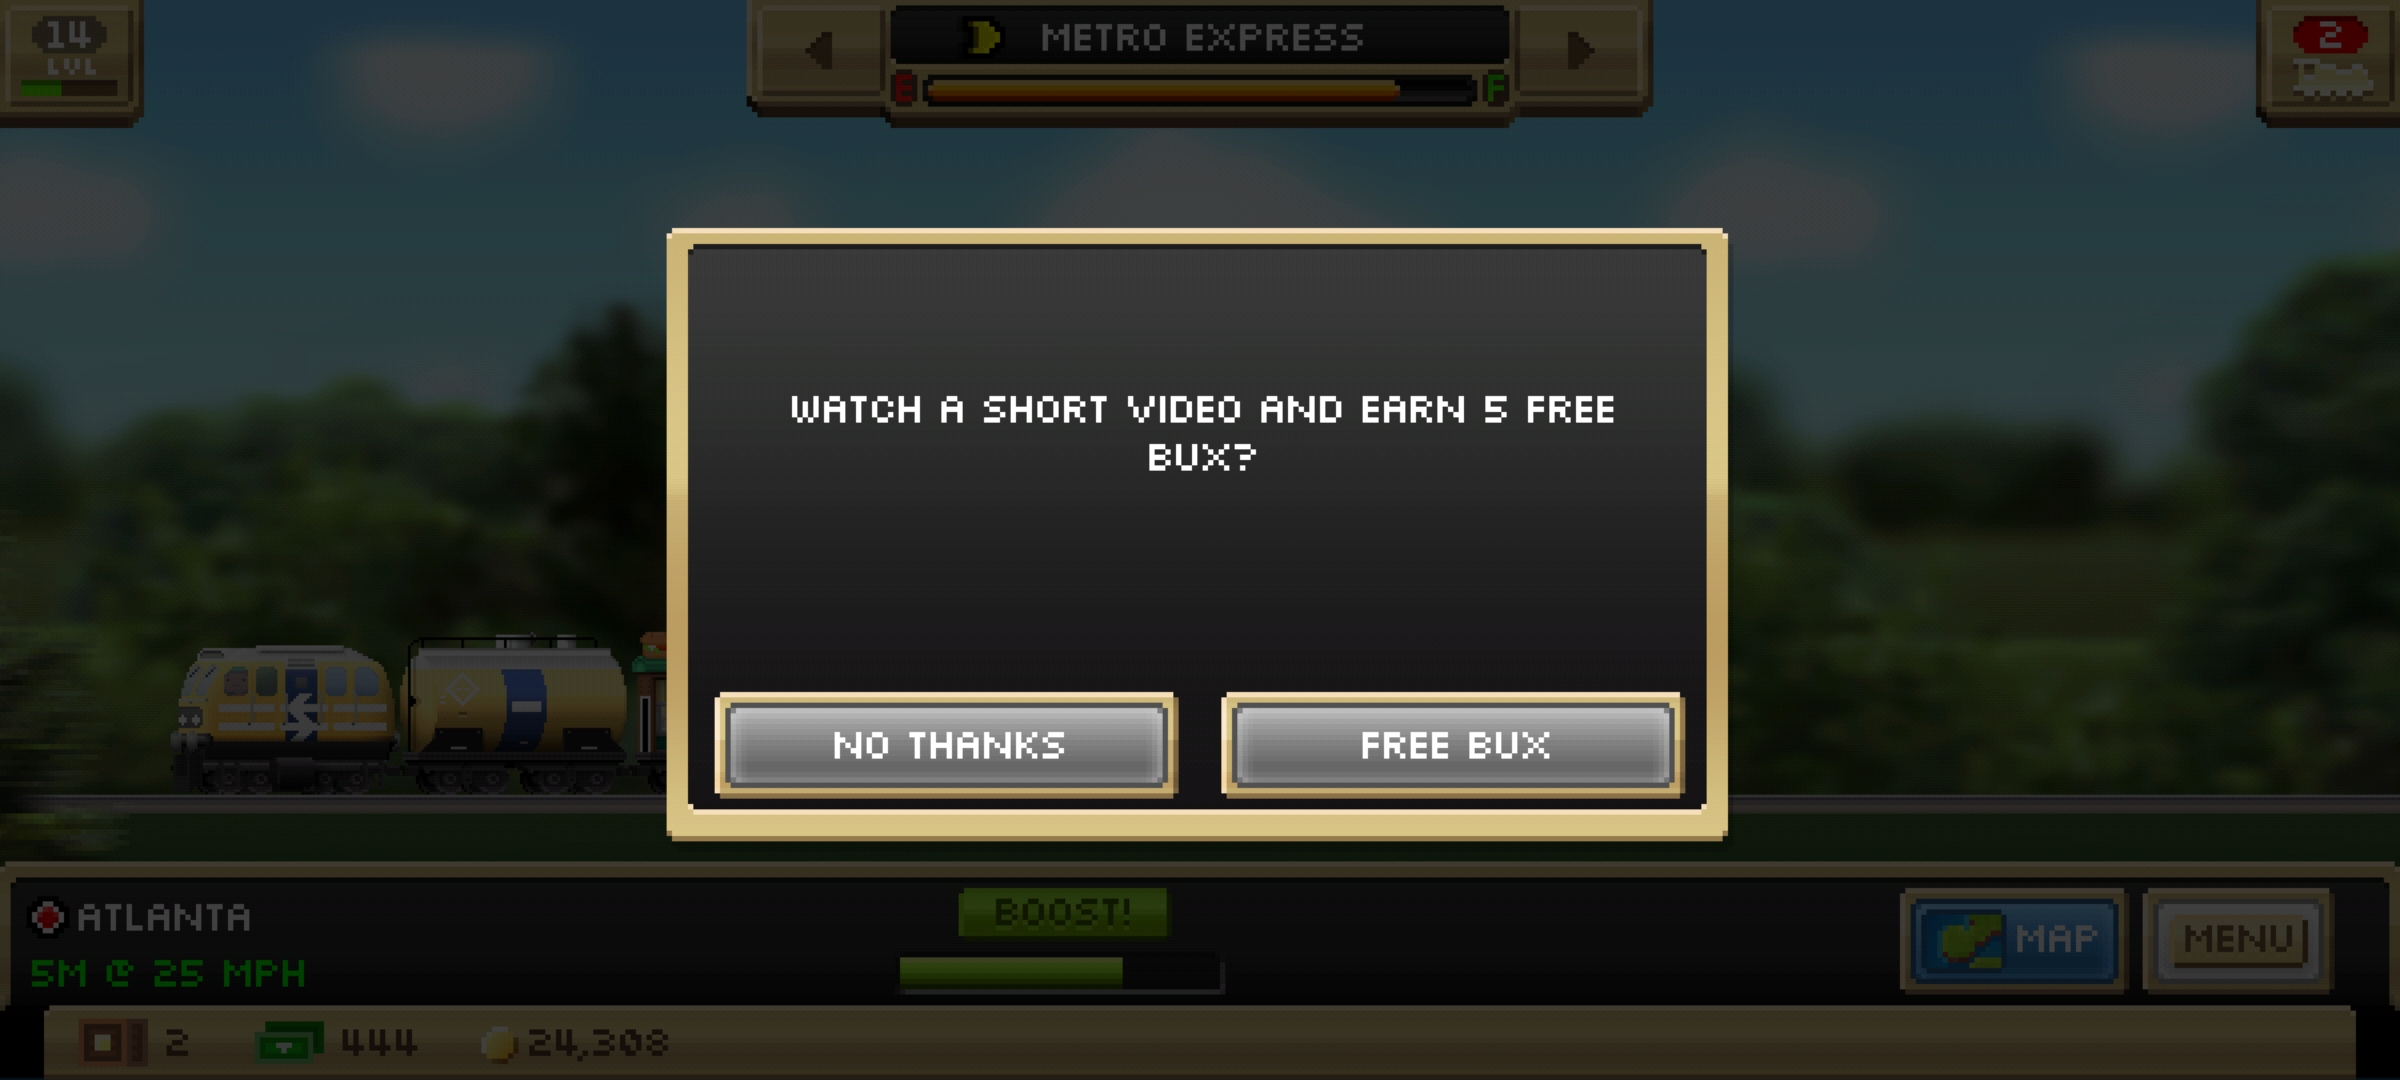 14
LVL
METRO EXPRESS
E F
2
WATCH A SHORT VIDEO AND EARN 5 FREE
BUX?
NO THANKS FREE BUX
ATLANTA
5M @ 25 MPH
BOOST!
MAP
MENU
2 444 24,308